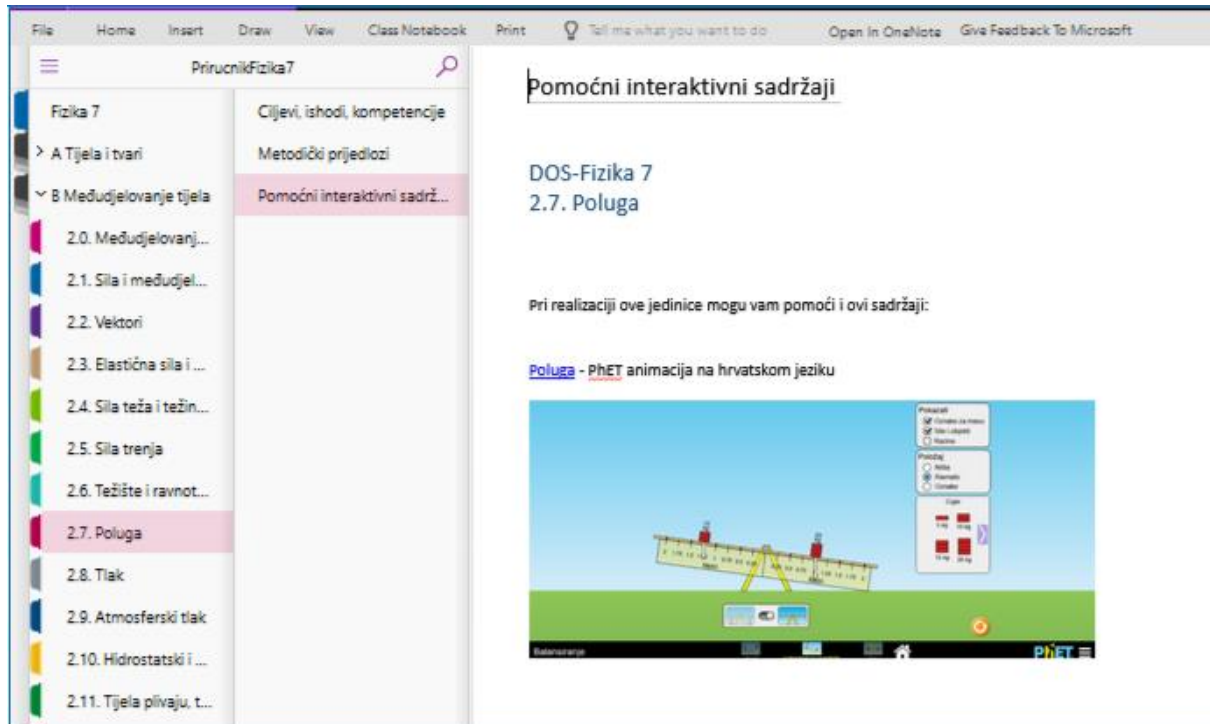 File Home Insert Draw View Class Notebook Print Tell me what you want to do Open in OneNote Give Feedback To Microsoft
PrirucnikFizika7
Fizika 7
A Tijela i tvari
B Međudjelovanje tijela
2.0. Međudjelovanj...
2.1. Sila i međudjel...
2.2. Vektori
2.3. Elastična sila i ...
2.4. Sila teža i težin...
2.5. Sila trenja
2.6. Težište i ravnot...
2.7. Poluga
2.8. Tlak
2.9. Atmosferski tlak
2.10. Hidrostatski i ...
2.11. Tijela plivaju, t...
Ciljevi, ishodi, kompetencije
Metodički prijedlozi
Pomoćni interaktivni sadrž...
Pomoćni interaktivni sadržaji
DOS-Fizika 7
2.7. Poluga
Pri realizaciji ove jedinice mogu vam pomoći i ovi sadržaji:
Poluga - PhET animacija na hrvatskom jeziku
Položaj
Balansiranje
PhET